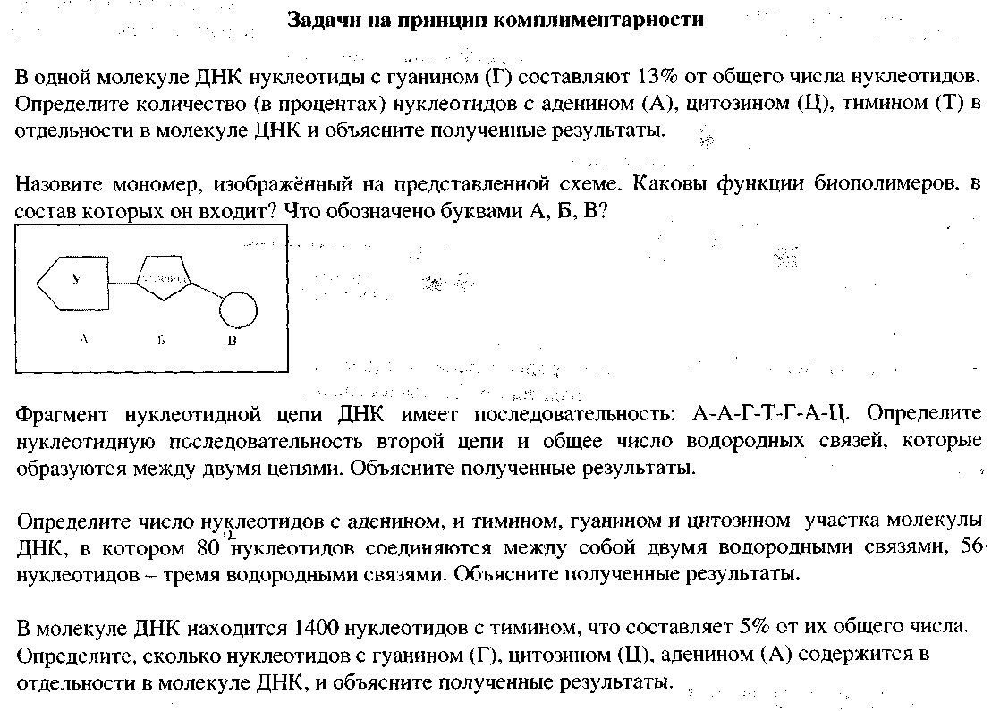 Задачи на принцип комплиментарности
В одной молекуле ДНК нуклеотиды с гуанином (Г) составляют 13% от общего числа нуклеотидов.
Определите количество (в процентах) нуклеотидов с аденином (А), цитозином (Ц), тимином (Т) в
отдельности в молекуле ДНК и объясните полученные результаты.
Назовите мономер, изображённый на представленной схеме. Каковы функции биополимеров, в
состав которых он входит? Что обозначено буквами А, Б, В?
У
А Б В
Фрагмент нуклеотидной цепи ДНК имеет последовательность: А-А-Г-Т-Г-А-Ц. Определите
нуклеотидную последовательность второй цепи и общее число водородных связей, которые
образуются между двумя цепями. Объясните полученные результаты.
Определите число нуклеотидов с аденином, и тимином, гуанином и цитозином участка молекулы
ДНК, в котором 80 нуклеотидов соединяются между собой двумя водородными связями, 56
нуклеотидов – тремя водородными связями. Объясните полученные результаты.
В молекуле ДНК находится 1400 нуклеотидов с тимином, что составляет 5% от их общего числа.
Определите, сколько нуклеотидов с гуанином (Г), цитозином (Ц), аденином (А) содержится в
отдельности в молекуле ДНК, и объясните полученные результаты.